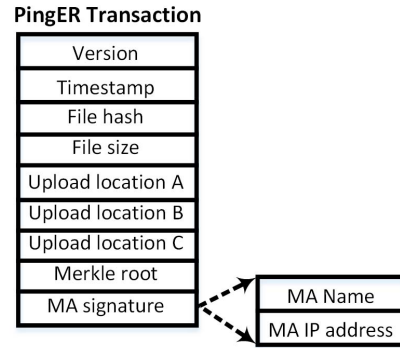 PingER Transaction
Version
Timestamp
File hash
File size
Upload location A
Upload location B
Upload location C
Merkle root
MA signature
MA Name
MA IP address